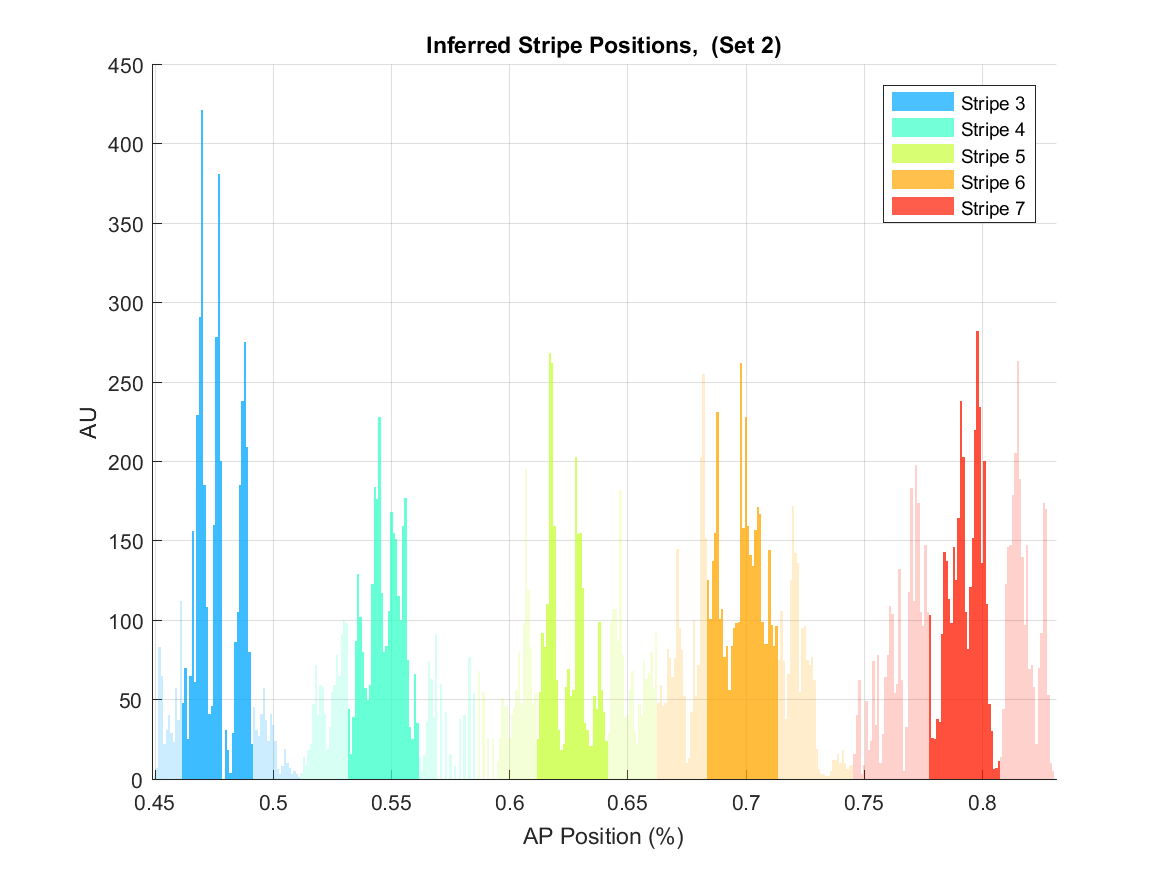 Inferred Stripe Positions,  (Set 2)
450
400
350
300
250
200
150
100
50
0
AU
Stripe 3
Stripe 4
Stripe 5
Stripe 6
Stripe 7
0.45 0.5 0.55 0.6 0.65 0.7 0.75 0.8
AP Position (%)